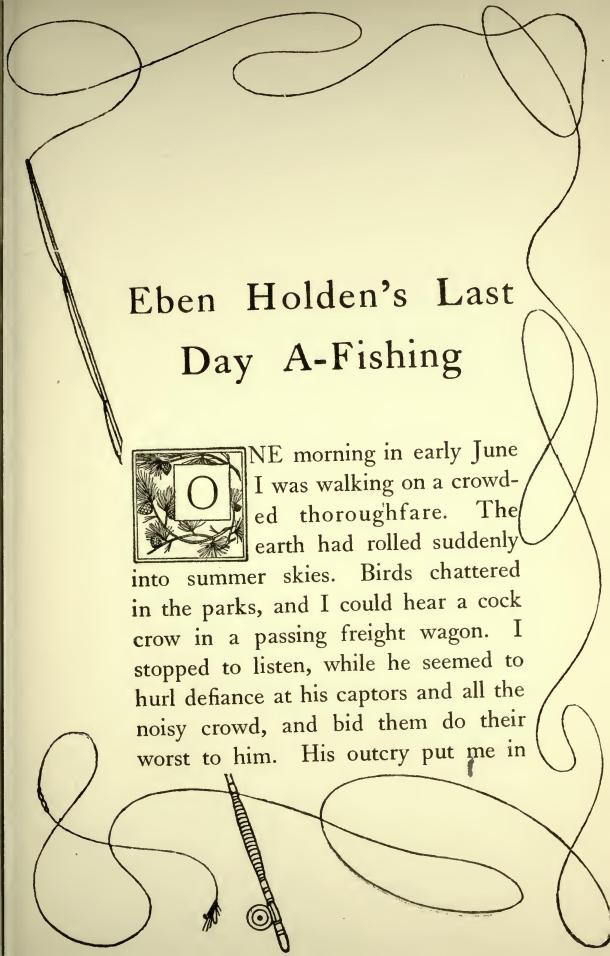 Eben Holden's Last
Day A-Fishing
ONE morning in early June
I was walking on a crowd-
ed thoroughfare. The
earth had rolled suddenly
into summer skies. Birds chattered
in the parks, and I could hear a cock
crow in a passing freight wagon. I
stopped to listen, while he seemed to
hurl defiance at his captors and all the
noisy crowd, and bid them do their
worst to him. His outcry put me in